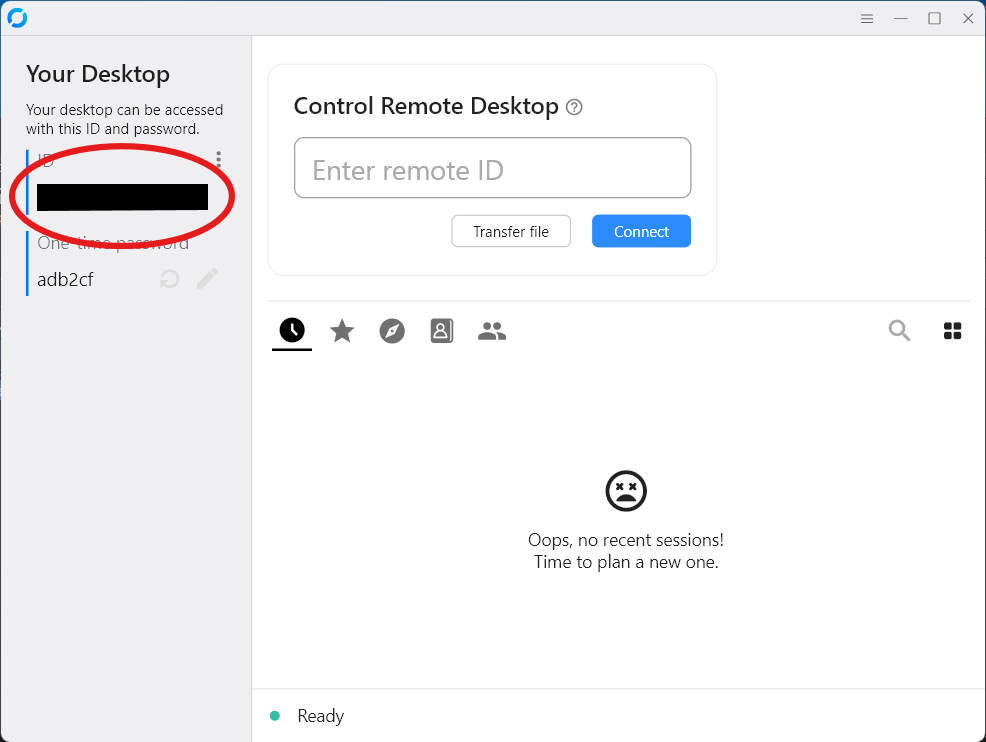 Your Desktop
Your desktop can be accessed
with this ID and password.
ID
One-time password
adb2cf
Control Remote Desktop
Enter remote ID
Transfer file
Connect
Oops, no recent sessions!
Time to plan a new one.
Ready